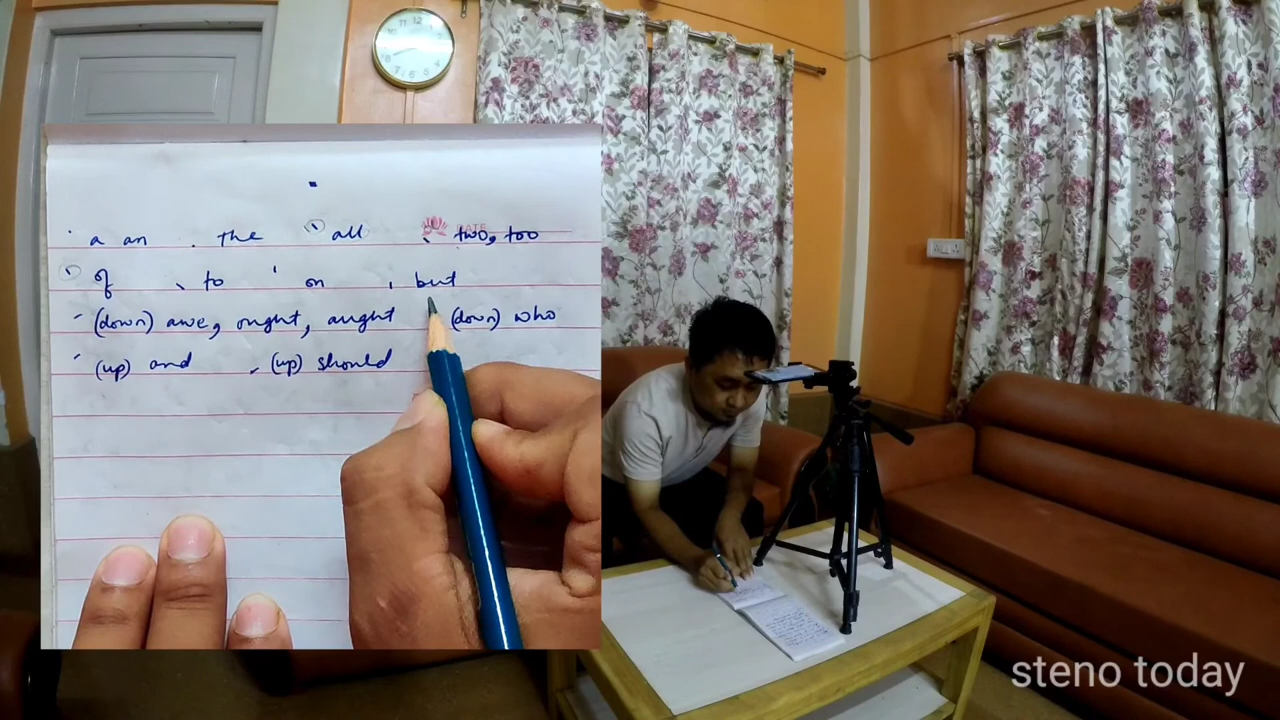 a an . the all two, too
of to on but
(down) awe, ought, aught (down) who
(up) and (up) should
steno today